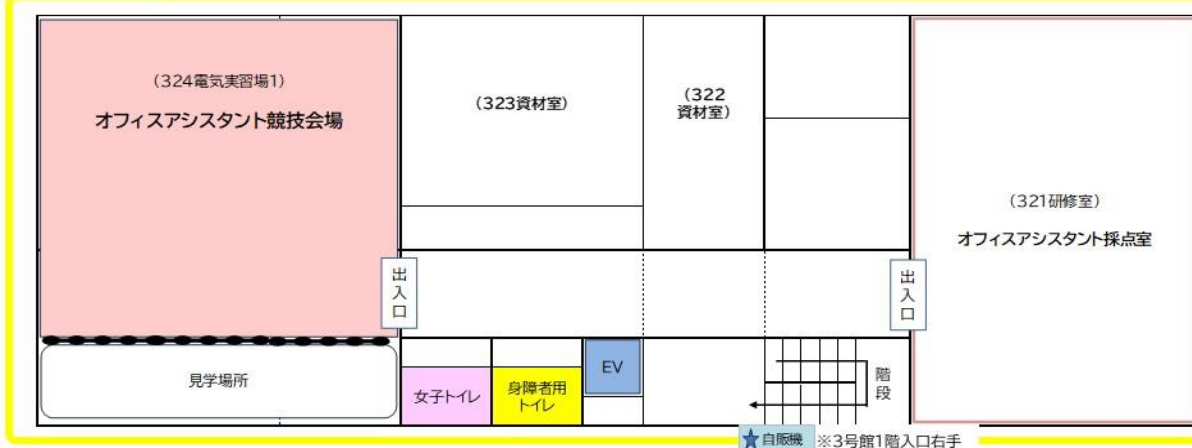 (324電気実習場1)
オフィスアシスタント競技会場
(323資材室)
(322
資材室)
(321研修室)
オフィスアシスタント採点室
出入口
出入口
見学場所
女子トイレ
身障者用
トイレ
EV
階段
★自販機 ※3号館1階入口右手